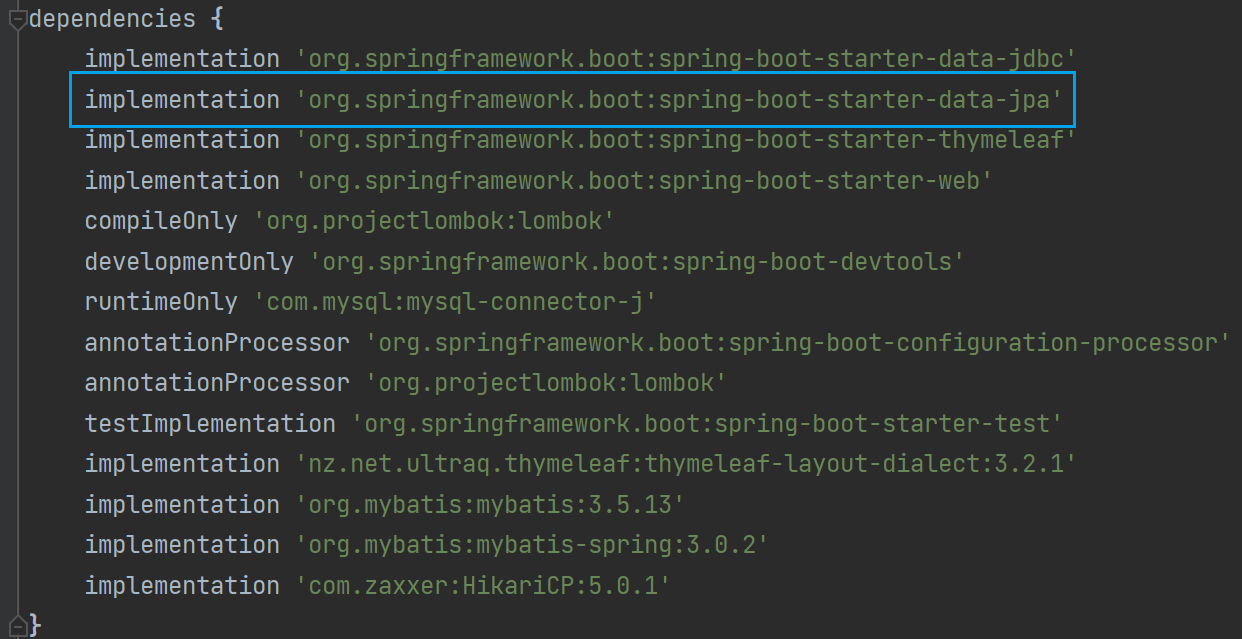 dependencies {
implementation 'org.springframework.boot:spring-boot-starter-data-jdbc'
implementation 'org.springframework.boot:spring-boot-starter-data-jpa'
implementation 'org.springframework.boot:spring-boot-starter-thymeleaf'
implementation 'org.springframework.boot:spring-boot-starter-web'
compileOnly 'org.projectlombok:lombok'
developmentOnly 'org.springframework.boot:spring-boot-devtools'
runtimeOnly 'com.mysql:mysql-connector-j'
annotationProcessor 'org.springframework.boot:spring-boot-configuration-processor'
annotationProcessor 'org.projectlombok:lombok'
testImplementation 'org.springframework.boot:spring-boot-starter-test'
implementation 'nz.net.ultraq.thymeleaf:thymeleaf-layout-dialect:3.2.1'
implementation 'org.mybatis:mybatis:3.5.13'
implementation 'org.mybatis:mybatis-spring:3.0.2'
implementation 'com.zaxxer:HikariCP:5.0.1'
}